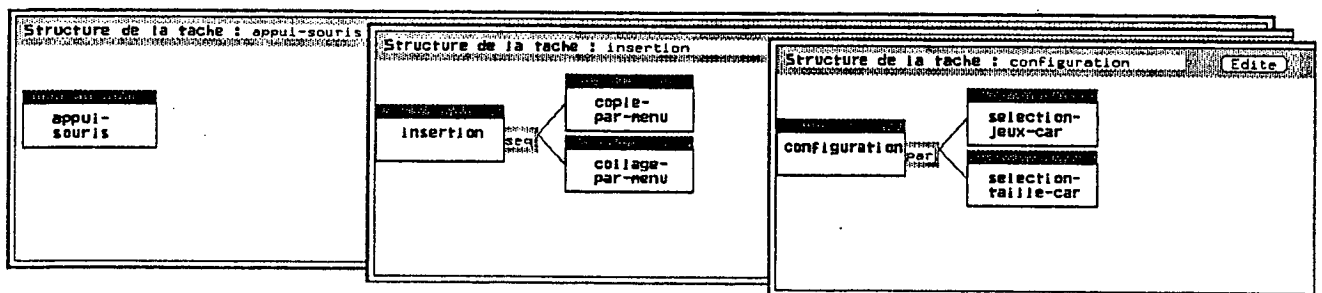 Structure de la tache : appui-souris
appui-
souris
Structure de la tache : insertion
insertion
seq
copie-
par-menu
collage-
par-menu
Structure de la tache : configuration
Edite
configuration
par
selection-
jeux-car
selection-
taille-car